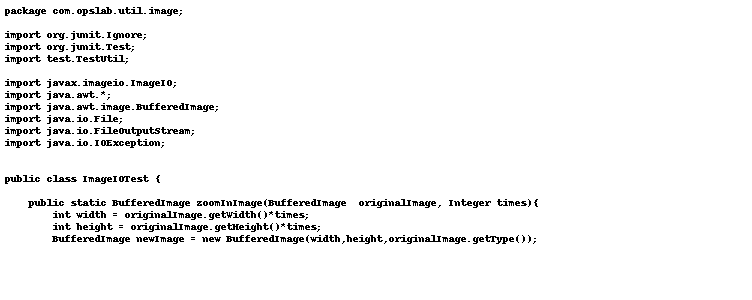 package com.opslab.util.image;

import org.junit.Ignore;
import org.junit.Test;
import test.TestUtil;

import javax.imageio.ImageIO;
import java.awt.*;
import java.awt.image.BufferedImage;
import java.io.File;
import java.io.FileOutputStream;
import java.io.IOException;


public class ImageIOTest {

    public static BufferedImage zoomInImage(BufferedImage  originalImage, Integer times){
        int width = originalImage.getWidth()*times;
        int height = originalImage.getHeight()*times;
        BufferedImage newImage = new BufferedImage(width,height,originalImage.getType());